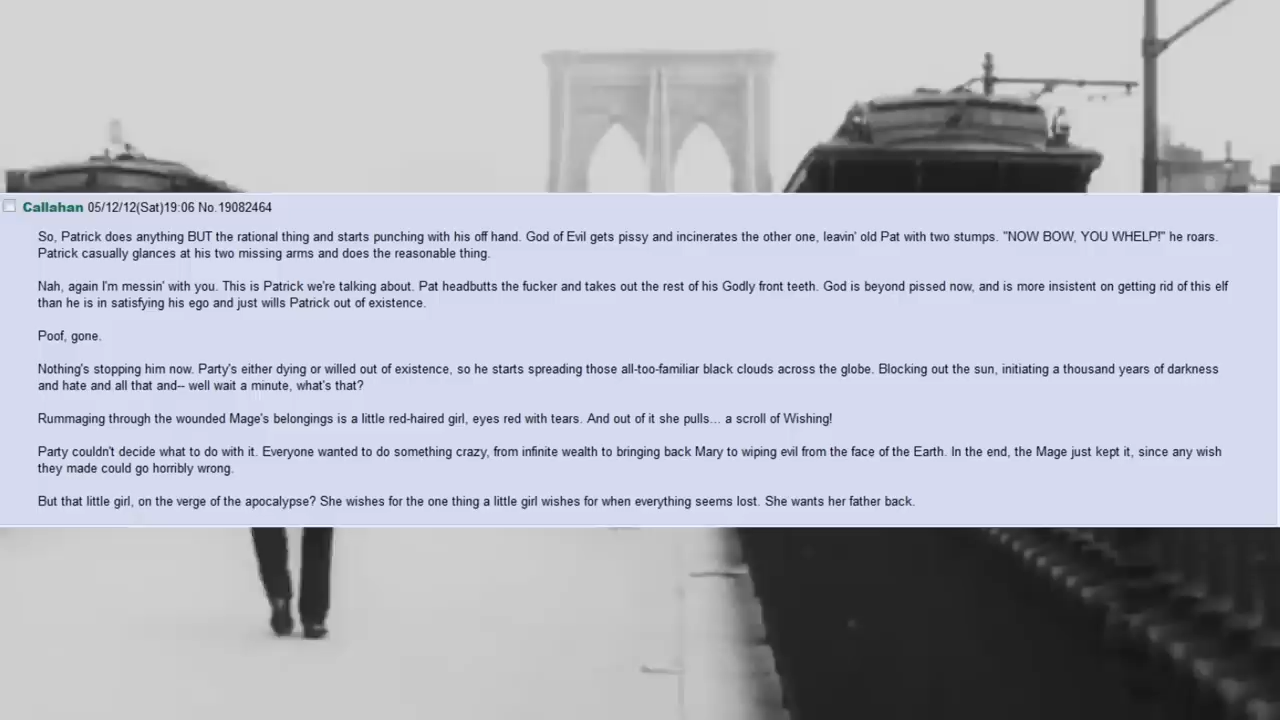 Callahan 05/12/12(Sat)19:06 No.19082464
So, Patrick does anything BUT the rational thing and starts punching with his off hand. God of Evil gets pissy and incinerates the other one, leavin' old Pat with two stumps. "NOW BOW, YOU WHELP!" he roars.
Patrick casually glances at his two missing arms and does the reasonable thing.
Nah, again I'm messin' with you. This is Patrick we're talking about. Pat headbutts the fucker and takes out the rest of his Godly front teeth. God is beyond pissed now, and is more insistent on getting rid of this elf
than he is in satisfying his ego and just wills Patrick out of existence.
Poof, gone.
Nothing's stopping him now. Party's either dying or willed out of existence, so he starts spreading those all-too-familiar black clouds across the globe. Blocking out the sun, initiating a thousand years of darkness
and hate and all that and-- well wait a minute, what's that?
Rummaging through the wounded Mage's belongings is a little red-haired girl, eyes red with tears. And out of it she pulls... a scroll of Wishing!
Party couldn't decide what to do with it. Everyone wanted to do something crazy, from infinite wealth to bringing back Mary to wiping evil from the face of the Earth. In the end, the Mage just kept it, since any wish
they made could go horribly wrong.
But that little girl, on the verge of the apocalypse? She wishes for the one thing a little girl wishes for when everything seems lost. She wants her father back.